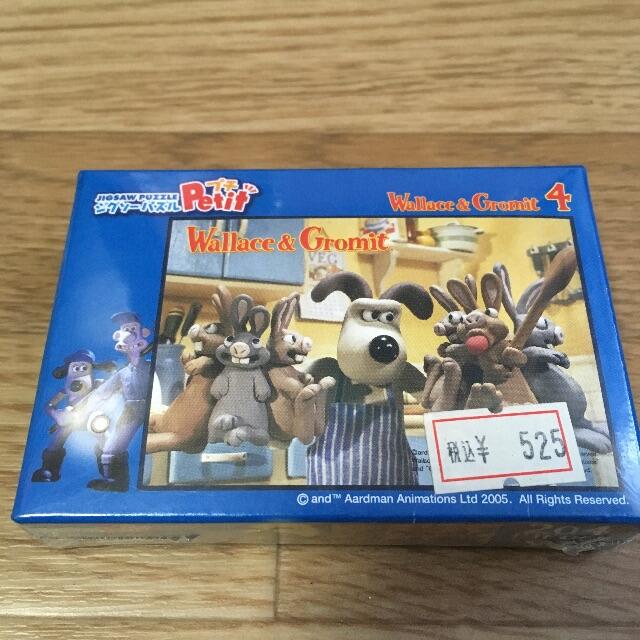 JIGSAW PUZZLE
ジグソーパズル
プチ
Petit
Wallace & Gromit 4
Wallace & Gromit
VEG
税込¥ 525
© and™ Aardman Animations Ltd 2005. All Rights Reserved.